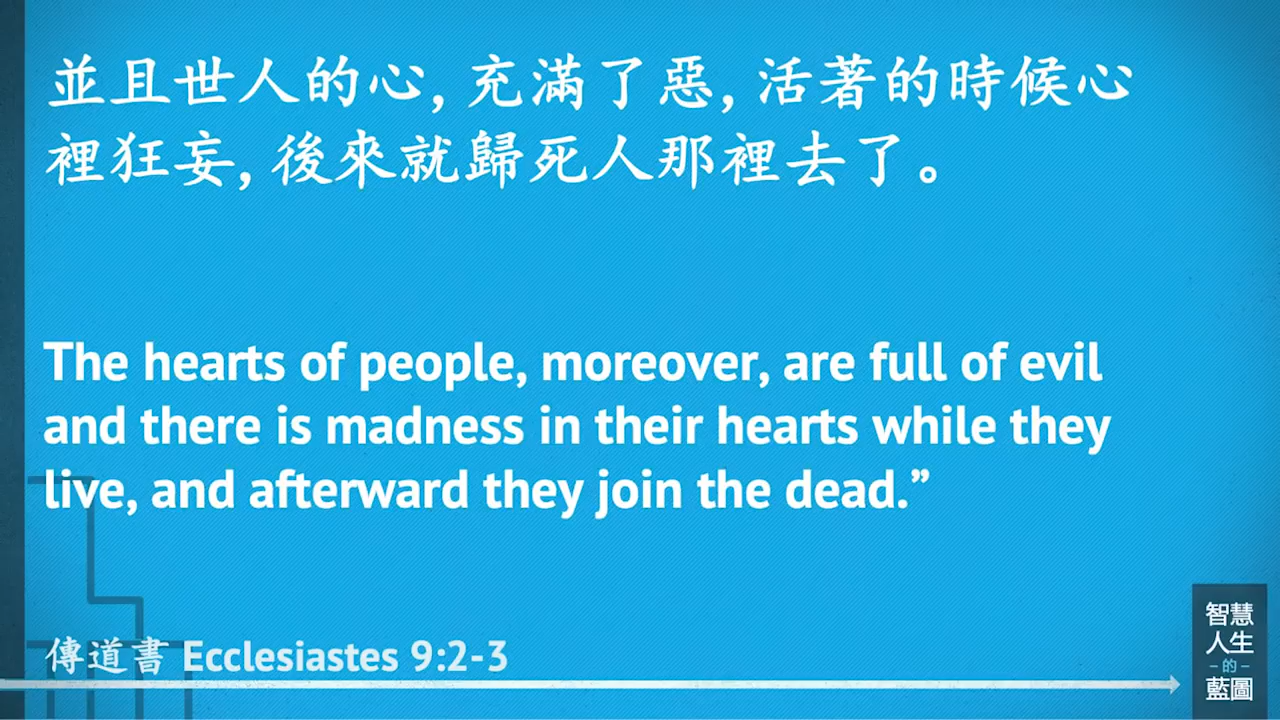 並且世人的心, 充滿了惡, 活著的時候心
裡狂妄, 後來就歸死人那裡去了。
The hearts of people, moreover, are full of evil
and there is madness in their hearts while they
live, and afterward they join the dead.”
傳道書 Ecclesiastes 9:2-3
智慧
人生
–的–
藍圖